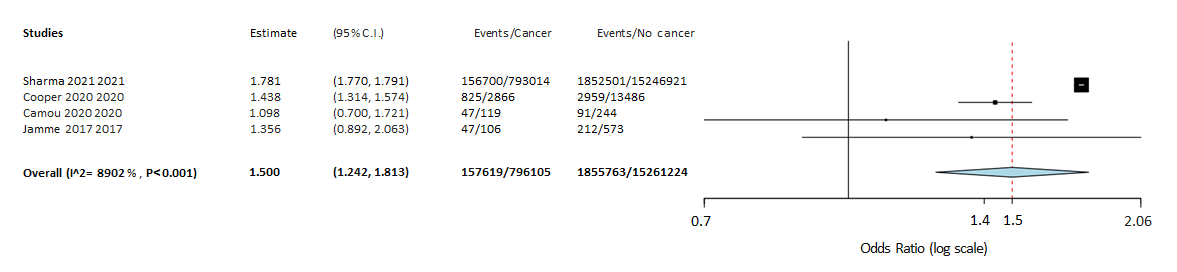 Studies Estimate (95%C.I.) Events/Cancer Events/No cancer
Sharma 2021 2021 1.781 (1.770, 1.791) 156700/793014 1852501/15246921
Cooper 2020 2020 1.438 (1.314, 1.574) 825/2866 2959/13486
Camou 2020 2020 1.098 (0.700, 1.721) 47/119 91/244
Jamme 2017 2017 1.356 (0.892, 2.063) 47/106 212/573
Overall (I^2= 8902 % , P<0.001) 1.500 (1.242, 1.813) 157619/796105 1855763/15261224
0.7 1.4 1.5 2.06
Odds Ratio (log scale)